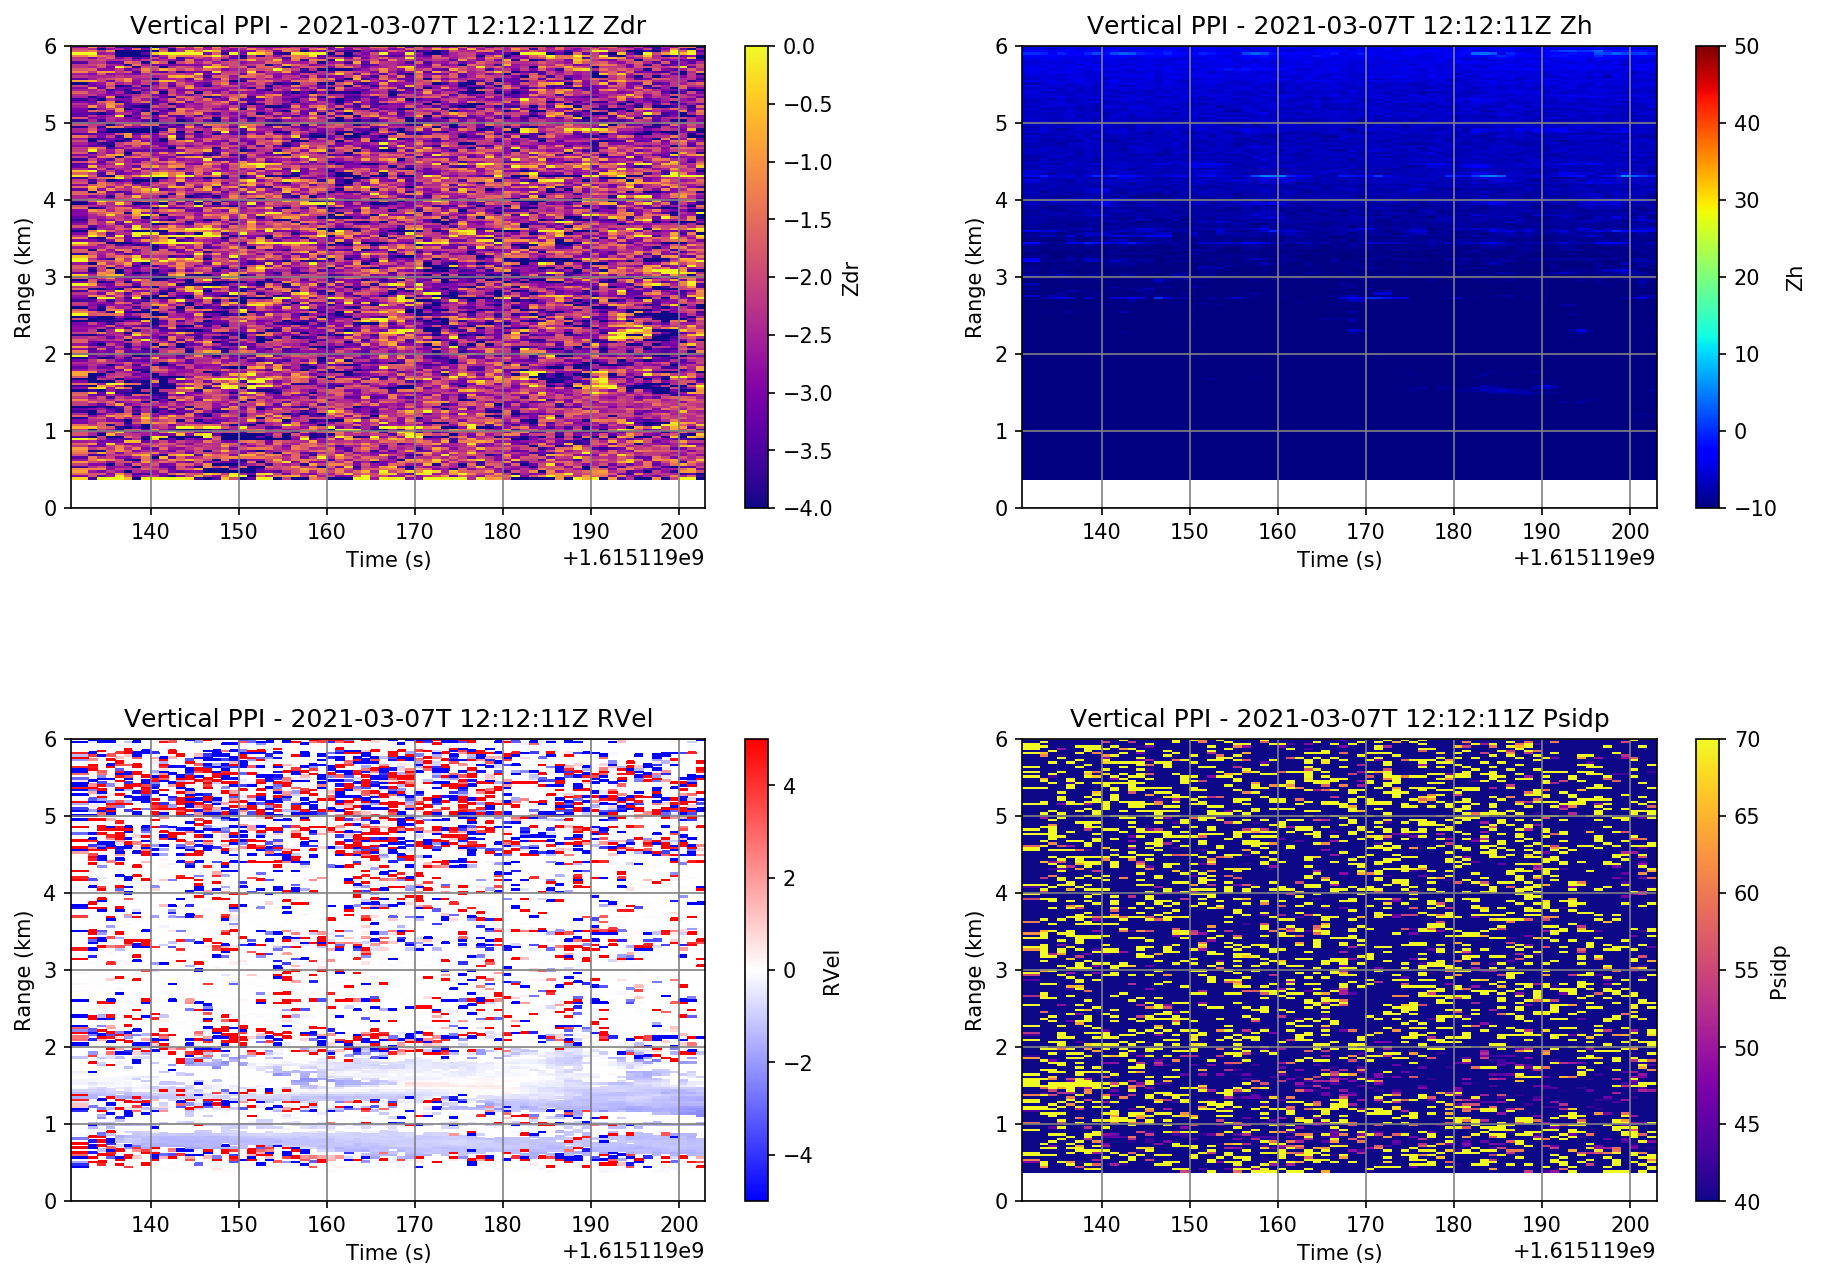 Vertical PPI - 2021-03-07T 12:12:11Z Zdr
6
5
4
3
2
1
0
Range (km)
140 150 160 170 180 190 200
Time (s)
+1.615119e9
0.0
−0.5
−1.0
−1.5
−2.0
−2.5
−3.0
−3.5
−4.0
Zdr
Vertical PPI - 2021-03-07T 12:12:11Z Zh
6
5
4
3
2
1
0
Range (km)
140 150 160 170 180 190 200
Time (s)
+1.615119e9
50
40
30
20
10
0
−10
Zh
Vertical PPI - 2021-03-07T 12:12:11Z RVel
6
5
4
3
2
1
0
Range (km)
140 150 160 170 180 190 200
Time (s)
+1.615119e9
4
2
0
−2
−4
RVel
Vertical PPI - 2021-03-07T 12:12:11Z Psidp
6
5
4
3
2
1
0
Range (km)
140 150 160 170 180 190 200
Time (s)
+1.615119e9
70
65
60
55
50
45
40
Psidp